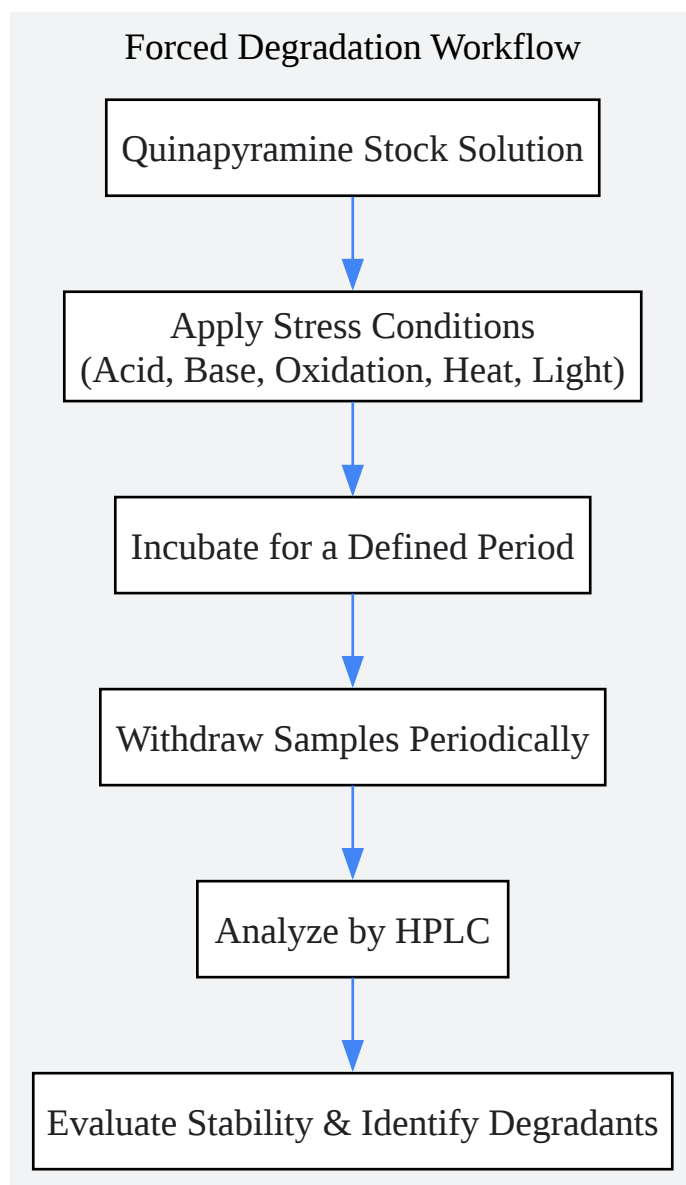 Forced Degradation Workflow
Quinapyramine Stock Solution
Apply Stress Conditions
(Acid, Base, Oxidation, Heat, Light)
Incubate for a Defined Period
Withdraw Samples Periodically
Analyze by HPLC
Evaluate Stability & Identify Degradants